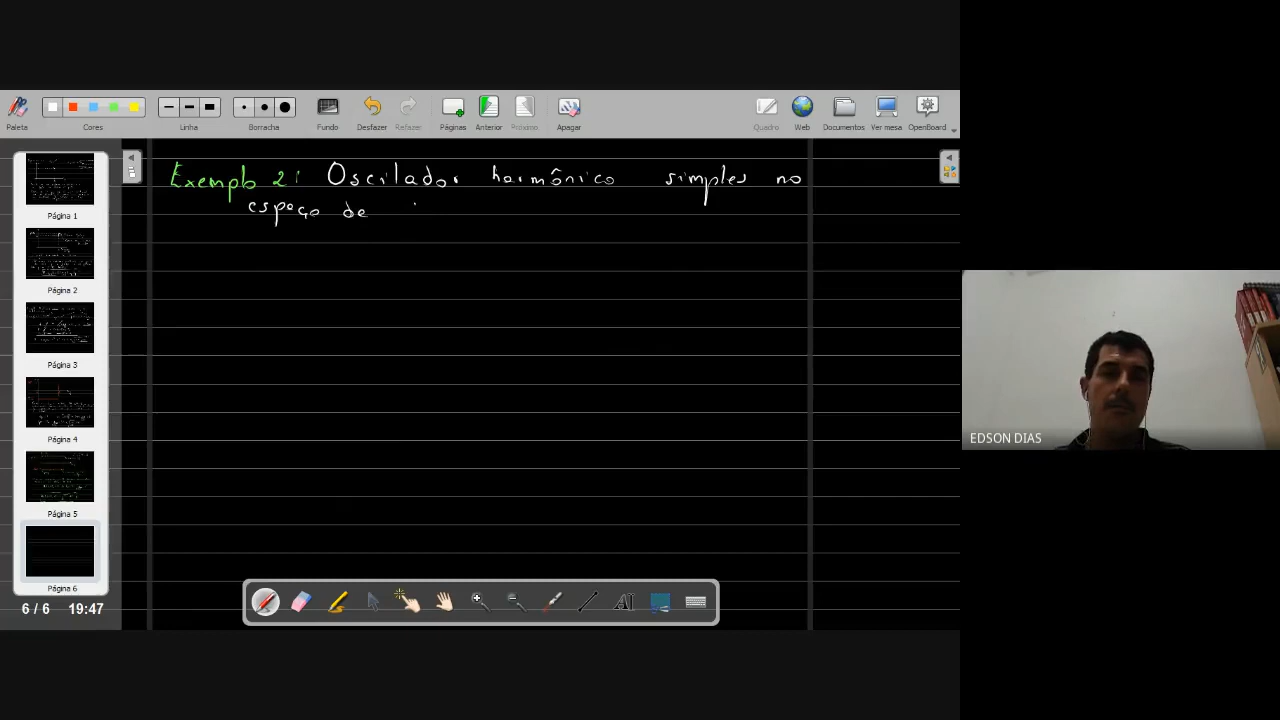 Paleta
Cores
Linha
Borracha
Fundo
Desfazer
Refazer
Páginas
Anterior
Próximo
Apagar
Quadro
Web
Documentos
Ver mesa
OpenBoard
Exemplo 2: Oscilador harmônico simples no
espaço de
Página 1
Página 2
Página 3
Página 4
Página 5
Página 6
6 / 6 19:47
AI
EDSON DIAS